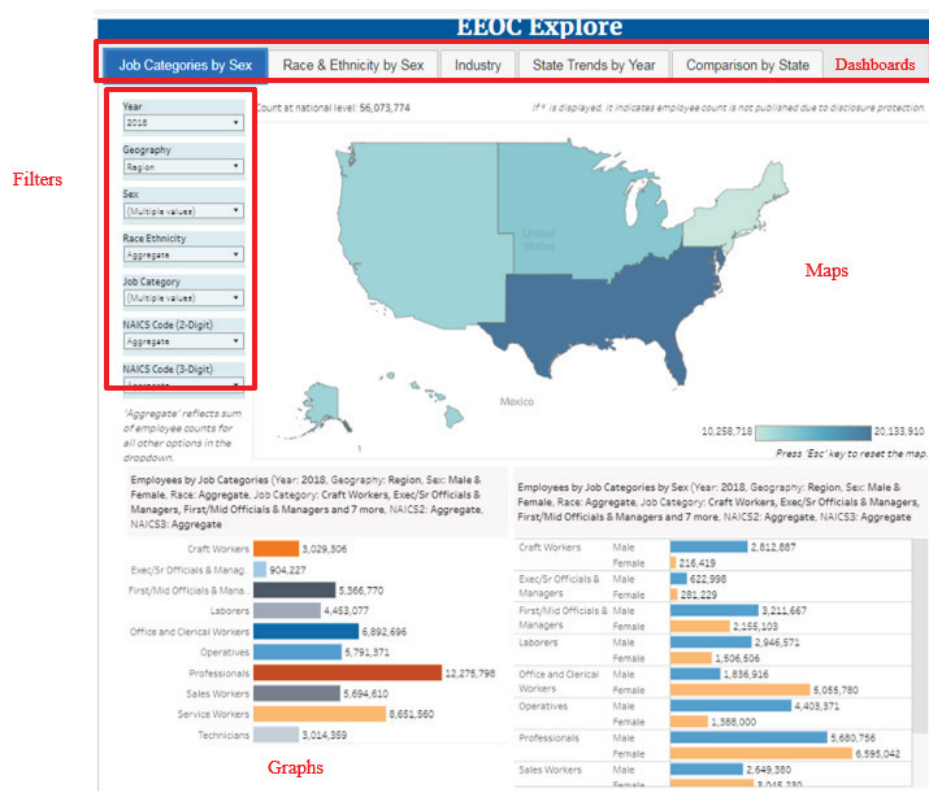 EEOC Explore
Job Categories by Sex
Race & Ethnicity by Sex
Industry
State Trends by Year
Comparison by State
Dashboards
Filters
Year
2018
Geography
Region
Sex
(Multiple values)
Race Ethnicity
Aggregate
Job Category
(Multiple values)
NAICS Code (2-Digit)
Aggregate
NAICS Code (3-Digit)
Aggregate
'Aggregate' reflects sum
of employee counts for
all other options in the
dropdown.
Count at national level: 56,073,774
If * is displayed, it indicates employee count is not published due to disclosure protection.
United
States
Maps
Mexico
10,258,718
20,133,910
Press 'Esc' key to reset the map.
Employees by Job Categories (Year: 2018, Geography: Region, Sex: Male &
Female, Race: Aggregate, Job Category: Craft Workers, Exec/Sr Officials &
Managers, First/Mid Officials & Managers and 7 more, NAICS2: Aggregate,
NAICS3: Aggregate
Craft Workers 3,029,306
Exec/Sr Officials & Manag.. 904,227
First/Mid Officials & Mana.. 5,366,770
Laborers 4,453,077
Office and Clerical Workers 6,892,696
Operatives 5,791,371
Professionals 12,275,798
Sales Workers 5,694,610
Service Workers 8,651,560
Technicians 3,014,359
Graphs
Employees by Job Categories by Sex (Year: 2018, Geography: Region, Sex: Male &
Female, Race: Aggregate, Job Category: Craft Workers, Exec/Sr Officials & Managers,
First/Mid Officials & Managers and 7 more, NAICS2: Aggregate, NAICS3: Aggregate
Craft Workers Male 2,812,887
Female 216,419
Exec/Sr Officials & Male 622,998
Managers Female 281,229
First/Mid Officials & Male 3,211,667
Managers Female 2,155,103
Laborers Male 2,946,571
Female 1,506,506
Office and Clerical Male 1,836,916
Workers Female 5,055,780
Operatives Male 4,403,371
Female 1,388,000
Professionals Male 5,680,756
Female 6,595,042
Sales Workers Male 2,649,380
Female 3,045,230